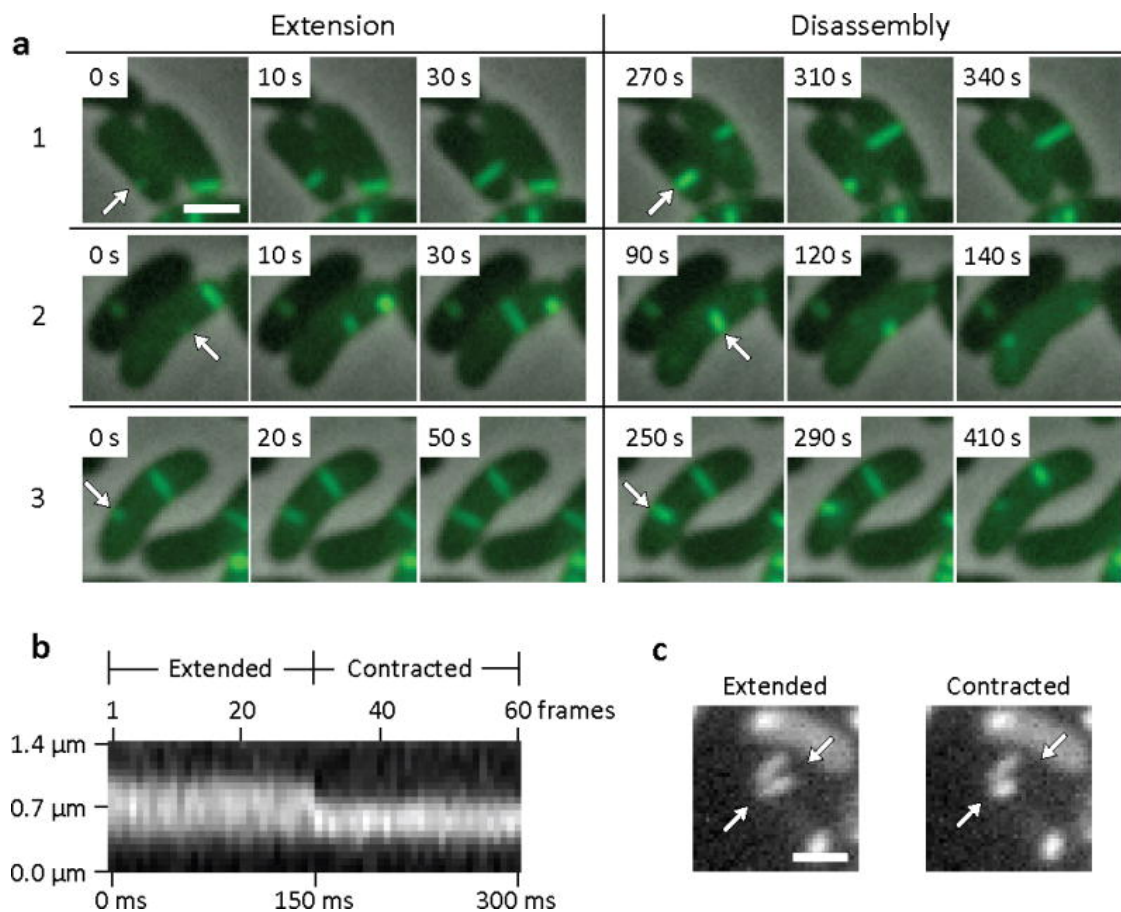 a
Extension Disassembly
1
0 s 10 s 30 s 270 s 310 s 340 s
2
0 s 10 s 30 s 90 s 120 s 140 s
3
0 s 20 s 50 s 250 s 290 s 410 s
b
Extended Contracted
1 20 40 60 frames
1.4 µm
0.7 µm
0.0 µm
0 ms 150 ms 300 ms
c
Extended Contracted